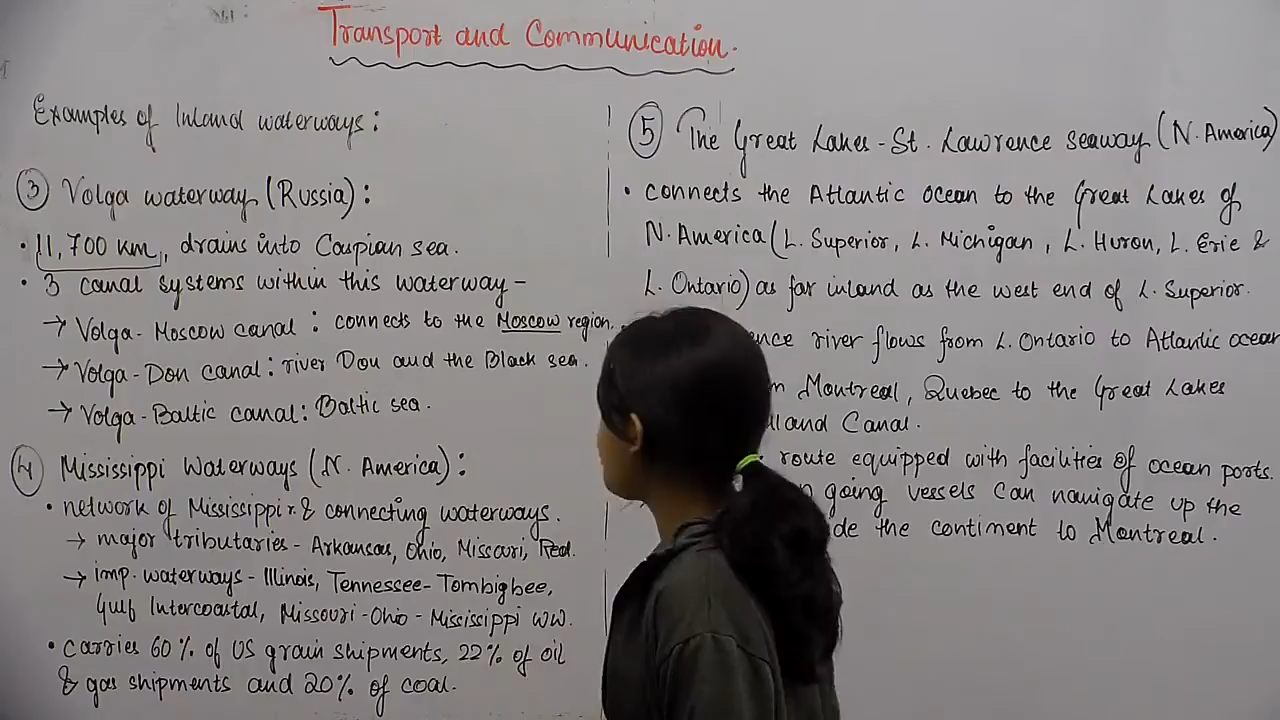 Transport and Communication.
Examples of Inland waterways:
③ Volga waterway (Russia):
• 11,700 km, drains into Caspian sea.
• 3 canal systems within this waterway -
→ Volga - Moscow canal : connects to the Moscow region.
→ Volga - Don canal : river Don and the Black sea.
→ Volga - Baltic canal : Baltic sea.
④ Mississippi Waterways (N. America):
• network of Mississippi r. & connecting waterways.
→ major tributaries - Arkansas, Ohio, Missouri, Red.
→ imp. waterways - Illinois, Tennessee - Tombigbee,
Gulf Intercoastal, Missouri - Ohio - Mississippi ww.
• carries 60% of US grain shipments, 22% of oil
& gas shipments and 20% of coal.
⑤ The Great Lakes - St. Lawrence seaway (N. America)
• connects the Atlantic ocean to the Great Lakes of
N. America (L. Superior, L. Michigan, L. Huron, L. Erie &
L. Ontario) as far inland as the west end of L. Superior.
river flows from L. Ontario to Atlantic ocean
Montreal, Quebec to the Great Lakes
Canal.
route equipped with facilities of ocean ports.
going vessels can navigate up the
the continent to Montreal.